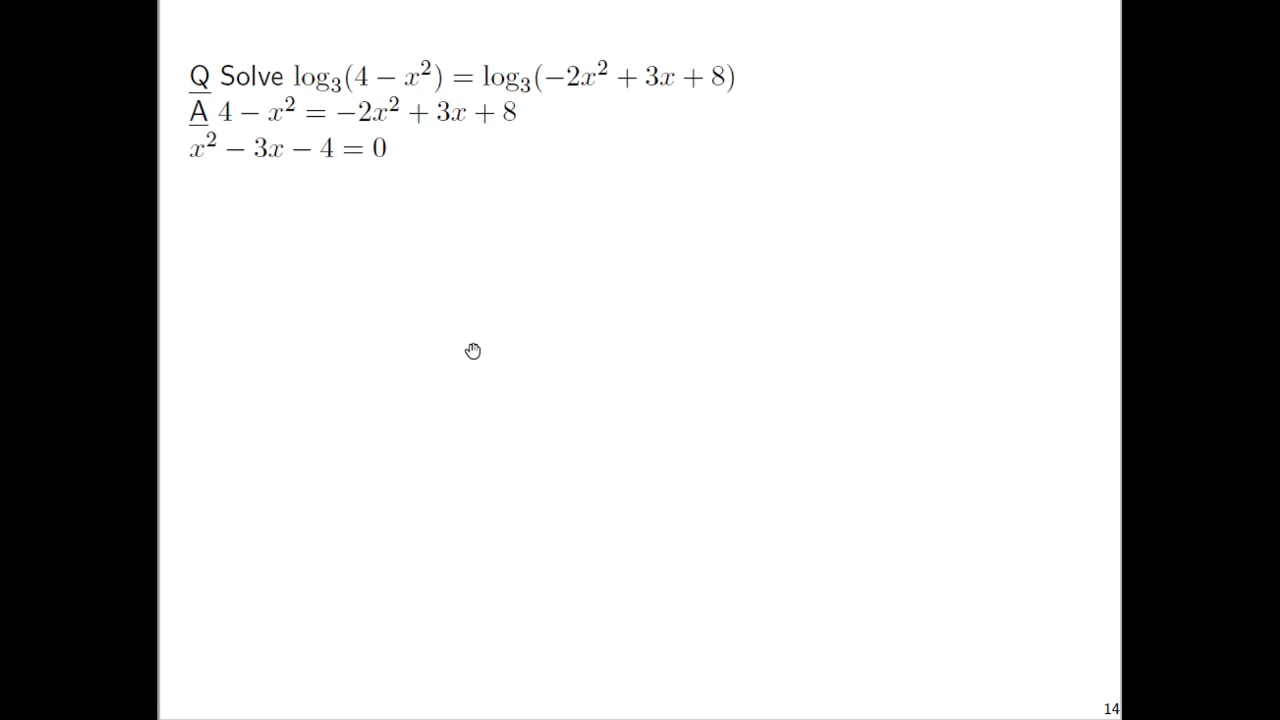 Q Solve log₃(4 − x²) = log₃(−2x² + 3x + 8)
A 4 − x² = −2x² + 3x + 8
x² − 3x − 4 = 0
14